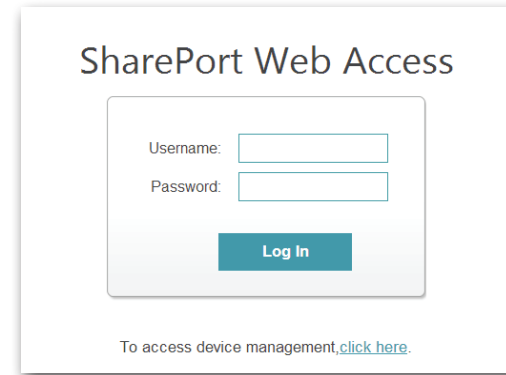 SharePort Web Access
Username:
Password:
Log In
To access device management,click here.